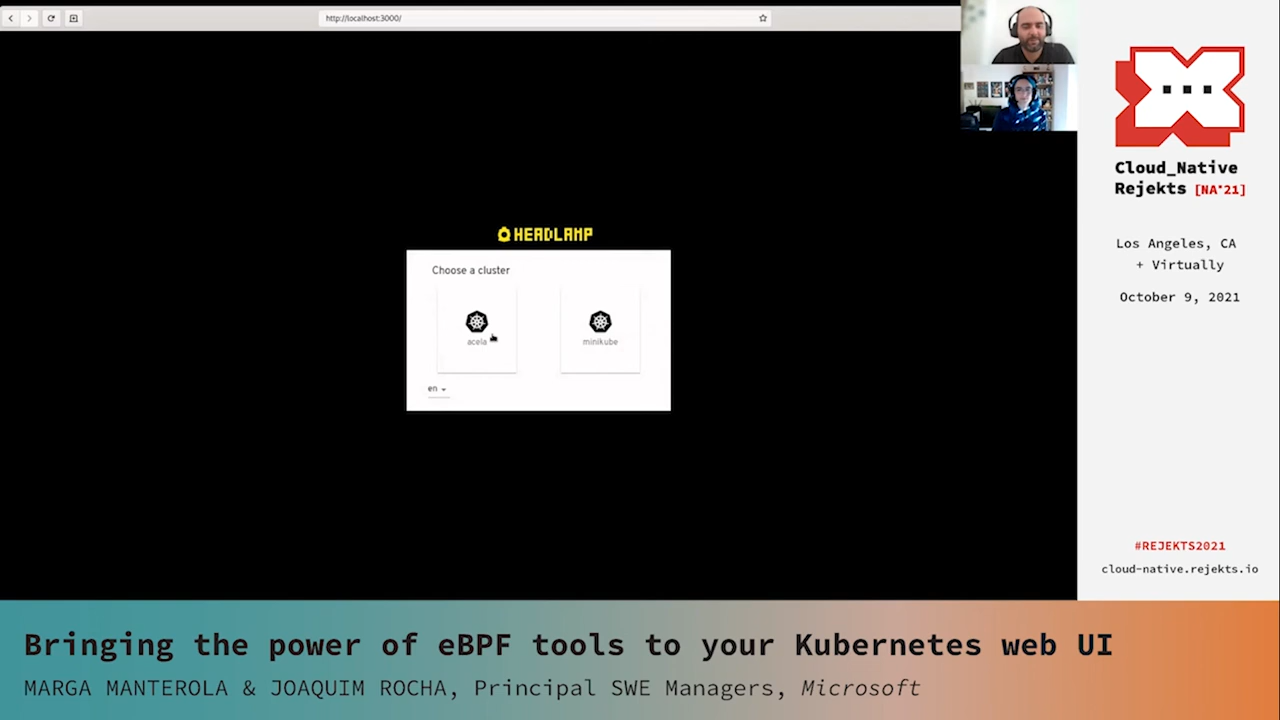 http://localhost:3000/
HEADLAMP
Choose a cluster
acela
minikube
en
Cloud_Native
Rejekts [NA'21]
Los Angeles, CA
+ Virtually
October 9, 2021
#REJEKTS2021
cloud-native.rejekts.io
Bringing the power of eBPF tools to your Kubernetes web UI
MARGA MANTEROLA & JOAQUIM ROCHA, Principal SWE Managers, Microsoft